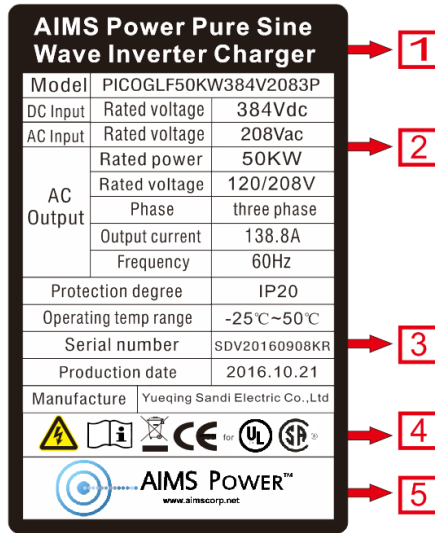 AIMS Power Pure Sine
Wave Inverter Charger
1
Model PICOGLF50KW384V2083P
DC Input Rated voltage 384Vdc
AC Input Rated voltage 208Vac
2
AC Output
Rated power 50KW
Rated voltage 120/208V
Phase three phase
Output current 138.8A
Frequency 60Hz
Protection degree IP20
Operating temp range -25℃~50℃
Serial number SDV20160908KR
3
Production date 2016.10.21
Manufacture Yueqing Sandi Electric Co.,Ltd
i CE for UL SA ®
4
AIMS POWER™
www.aimscorp.net
5